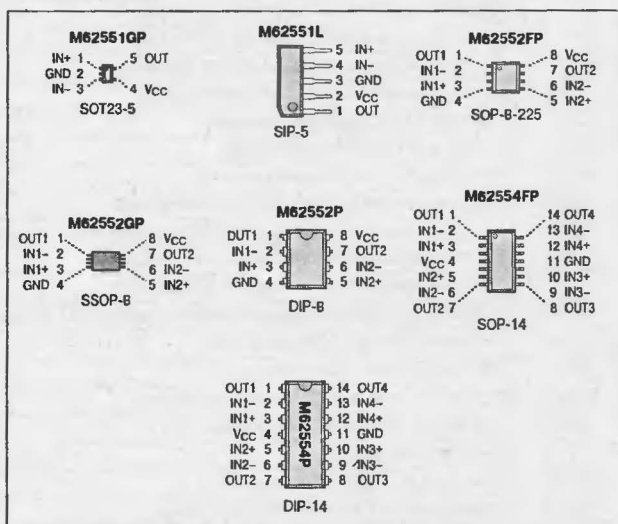 M62551GP
IN+ 1 5 OUT
GND 2
IN- 3 4 VCC
SOT23-5
M62551L
5 IN+
4 IN-
3 GND
2 VCC
1 OUT
SIP-5
M62552FP
OUT1 1 8 VCC
IN1- 2 7 OUT2
IN1+ 3 6 IN2-
GND 4 5 IN2+
SOP-8-225
M62552GP
OUT1 1 8 VCC
IN1- 2 7 OUT2
IN1+ 3 6 IN2-
GND 4 5 IN2+
SSOP-8
M62552P
OUT1 1 8 VCC
IN1- 2 7 OUT2
IN+ 3 6 IN2-
GND 4 5 IN2+
DIP-8
M62554FP
OUT1 1 14 OUT4
IN1- 2 13 IN4-
IN1+ 3 12 IN4+
VCC 4 11 GND
IN2+ 5 10 IN3+
IN2- 6 9 IN3-
OUT2 7 8 OUT3
SOP-14
OUT1 1 14 OUT4
IN1- 2 13 IN4-
IN1+ 3 12 IN4+
VCC 4 11 GND
IN2+ 5 10 IN3+
IN2- 6 9 IN3-
OUT2 7 8 OUT3
M62554P
DIP-14